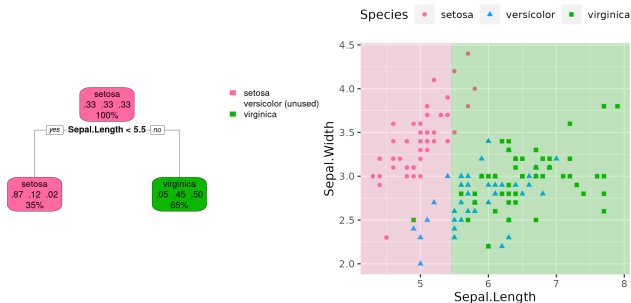 setosa
.33 .33 .33
100%
yes Sepal.Length < 5.5 no
setosa
.87 .12 .02
35%
virginica
.05 .45 .50
65%
setosa
versicolor (unused)
virginica
Species setosa versicolor virginica
Sepal.Width
4.5
4.0
3.5
3.0
2.5
2.0
5 6 7 8
Sepal.Length